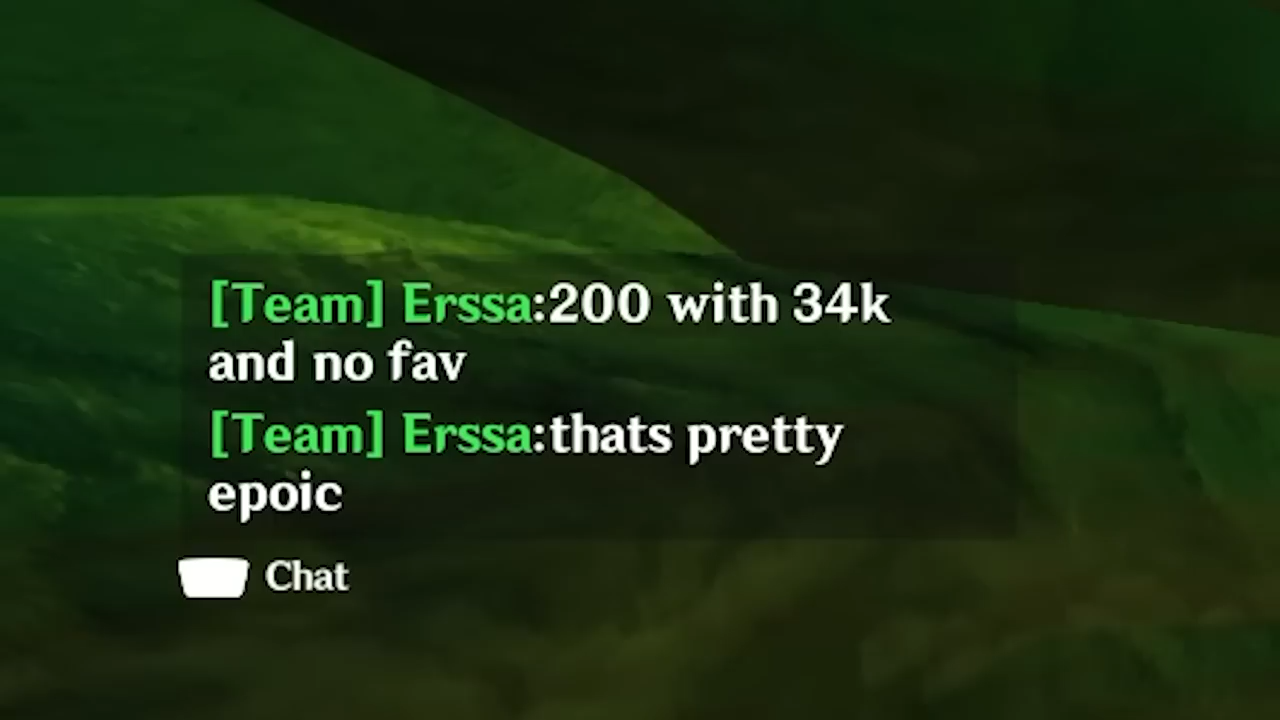 [Team] Erssa:200 with 34k
and no fav
[Team] Erssa:thats pretty
epoic
Chat